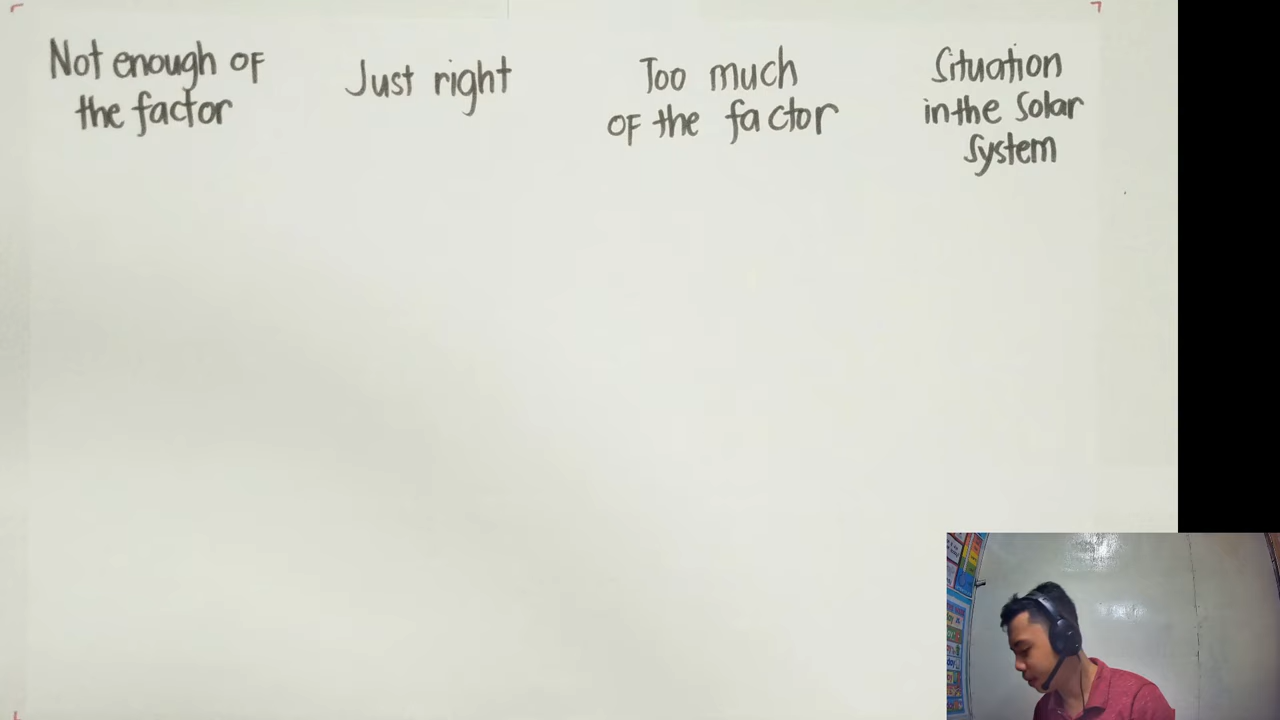 Not enough of
the factor
Just right
Too much
of the factor
Situation
in the Solar
System